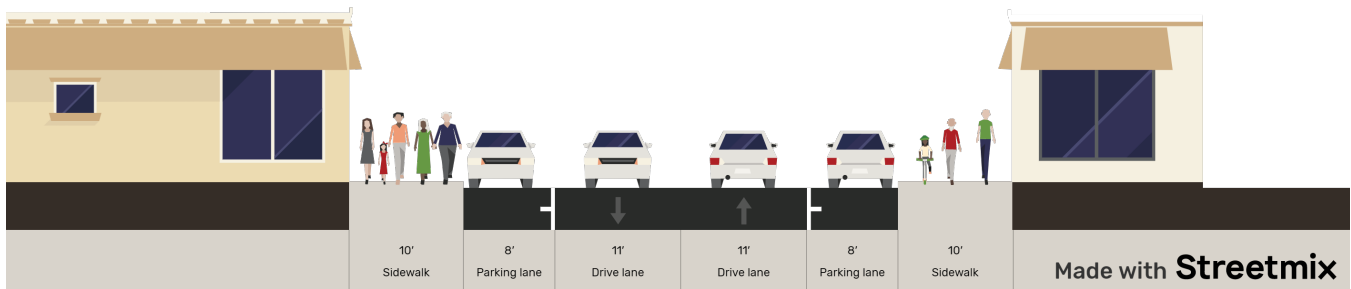 10′
Sidewalk
8′
Parking lane
11′
Drive lane
11′
Drive lane
8′
Parking lane
10′
Sidewalk
Made with Streetmix